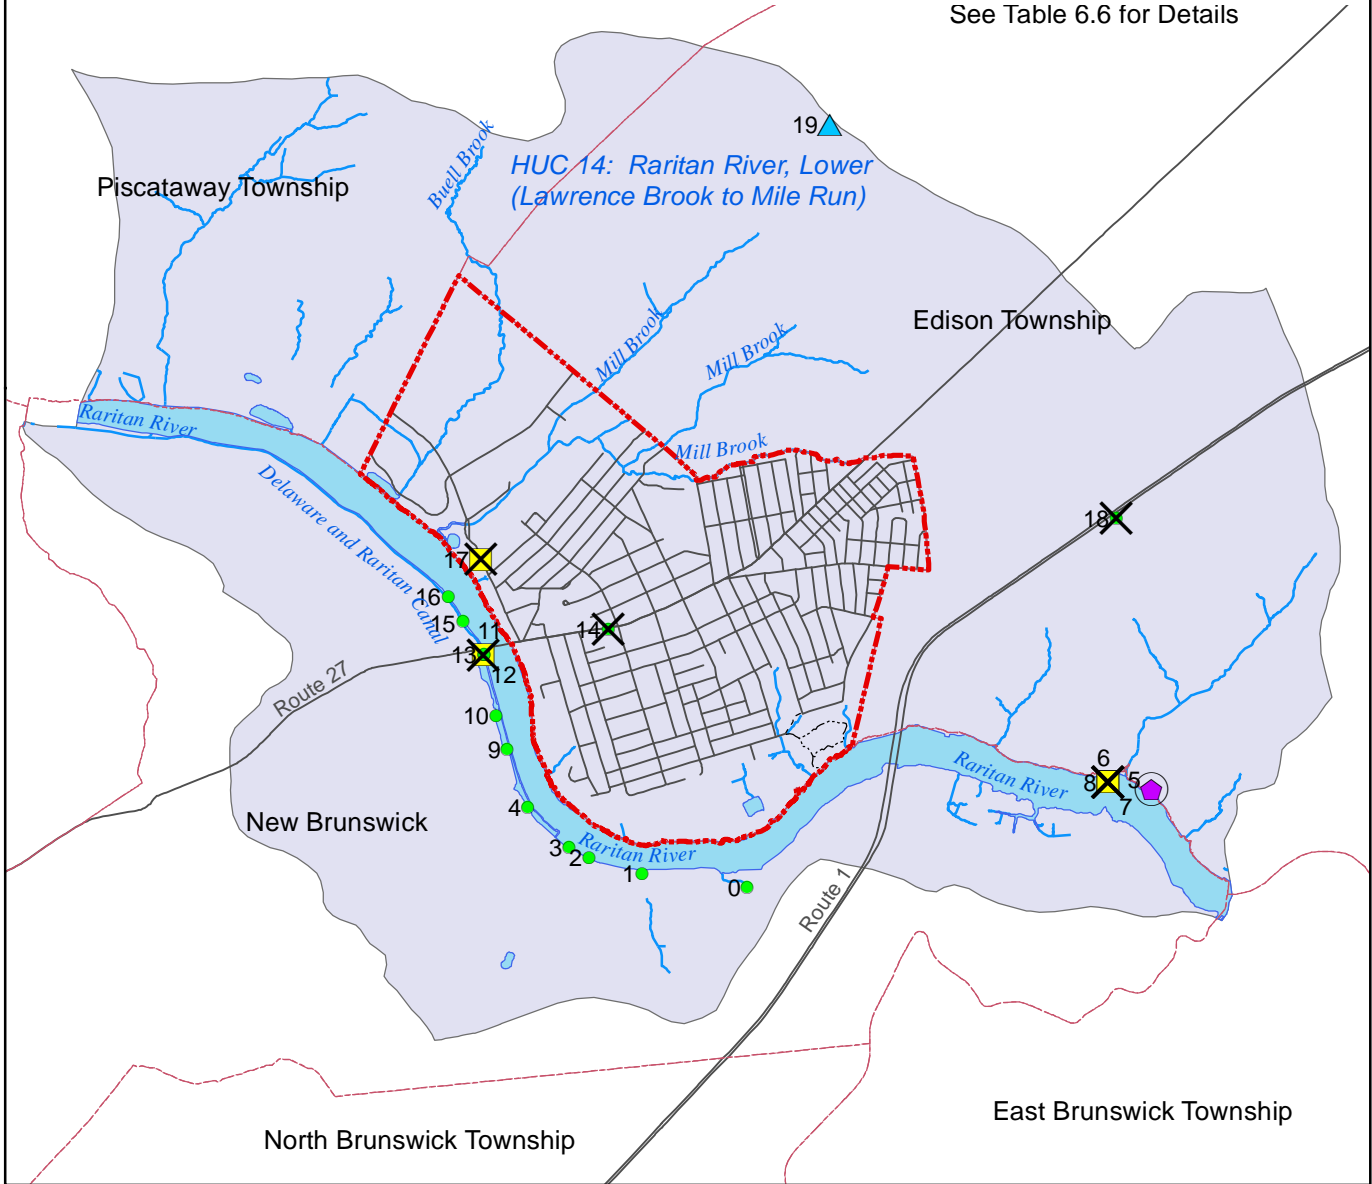 See Table 6.6 for Details
19
Buell Brook
HUC 14: Raritan River, Lower
(Lawrence Brook to Mile Run)
Piscataway Township
Edison Township
Mill Brook
Mill Brook
Raritan River
Mill Brook
Delaware and Raritan Canal
18
17
16
15
11
14
13
12
Route 27
10
9
6
5
Raritan River
8
7
4
New Brunswick
3
2
Raritan River
1
0
Route 1
East Brunswick Township
North Brunswick Township